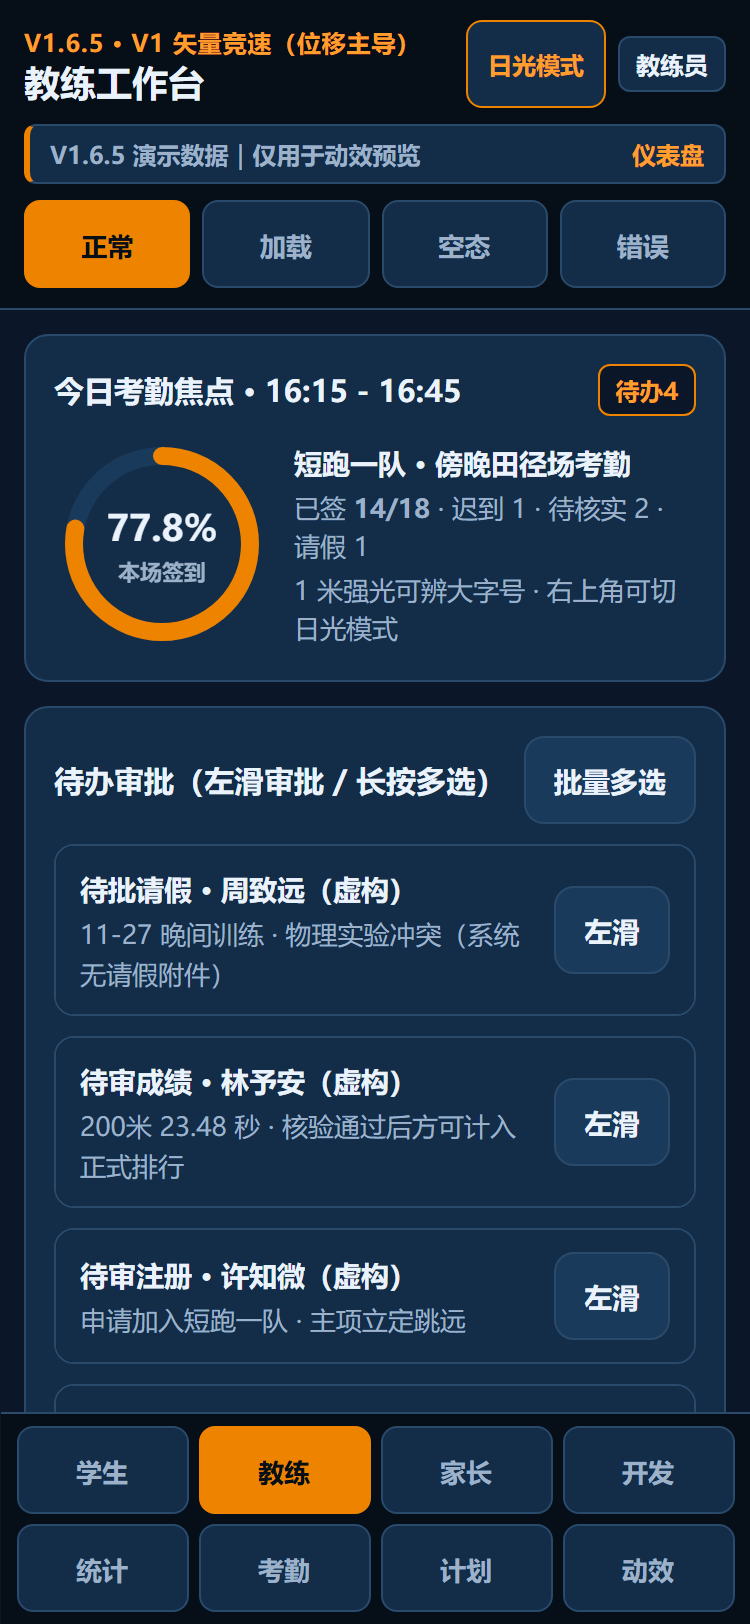 V1.6.5 • V1 矢量竞速（位移主导）
教练工作台
日光模式
教练员
V1.6.5 演示数据 | 仅用于动效预览
仪表盘
正常
加载
空态
错误
今日考勤焦点 • 16:15 - 16:45
待办4
77.8%
本场签到
短跑一队 • 傍晚田径场考勤
已签 14/18 · 迟到 1 · 待核实 2 ·
请假 1
1 米强光可辨大字号 · 右上角可切
日光模式
待办审批（左滑审批 / 长按多选）
批量多选
待批请假 • 周致远（虚构）
11-27 晚间训练 · 物理实验冲突（系统
无请假附件）
左滑
待审成绩 • 林予安（虚构）
200米 23.48 秒 · 核验通过后方可计入
正式排行
左滑
待审注册 • 许知微（虚构）
申请加入短跑一队 · 主项立定跳远
左滑
学生
教练
家长
开发
统计
考勤
计划
动效